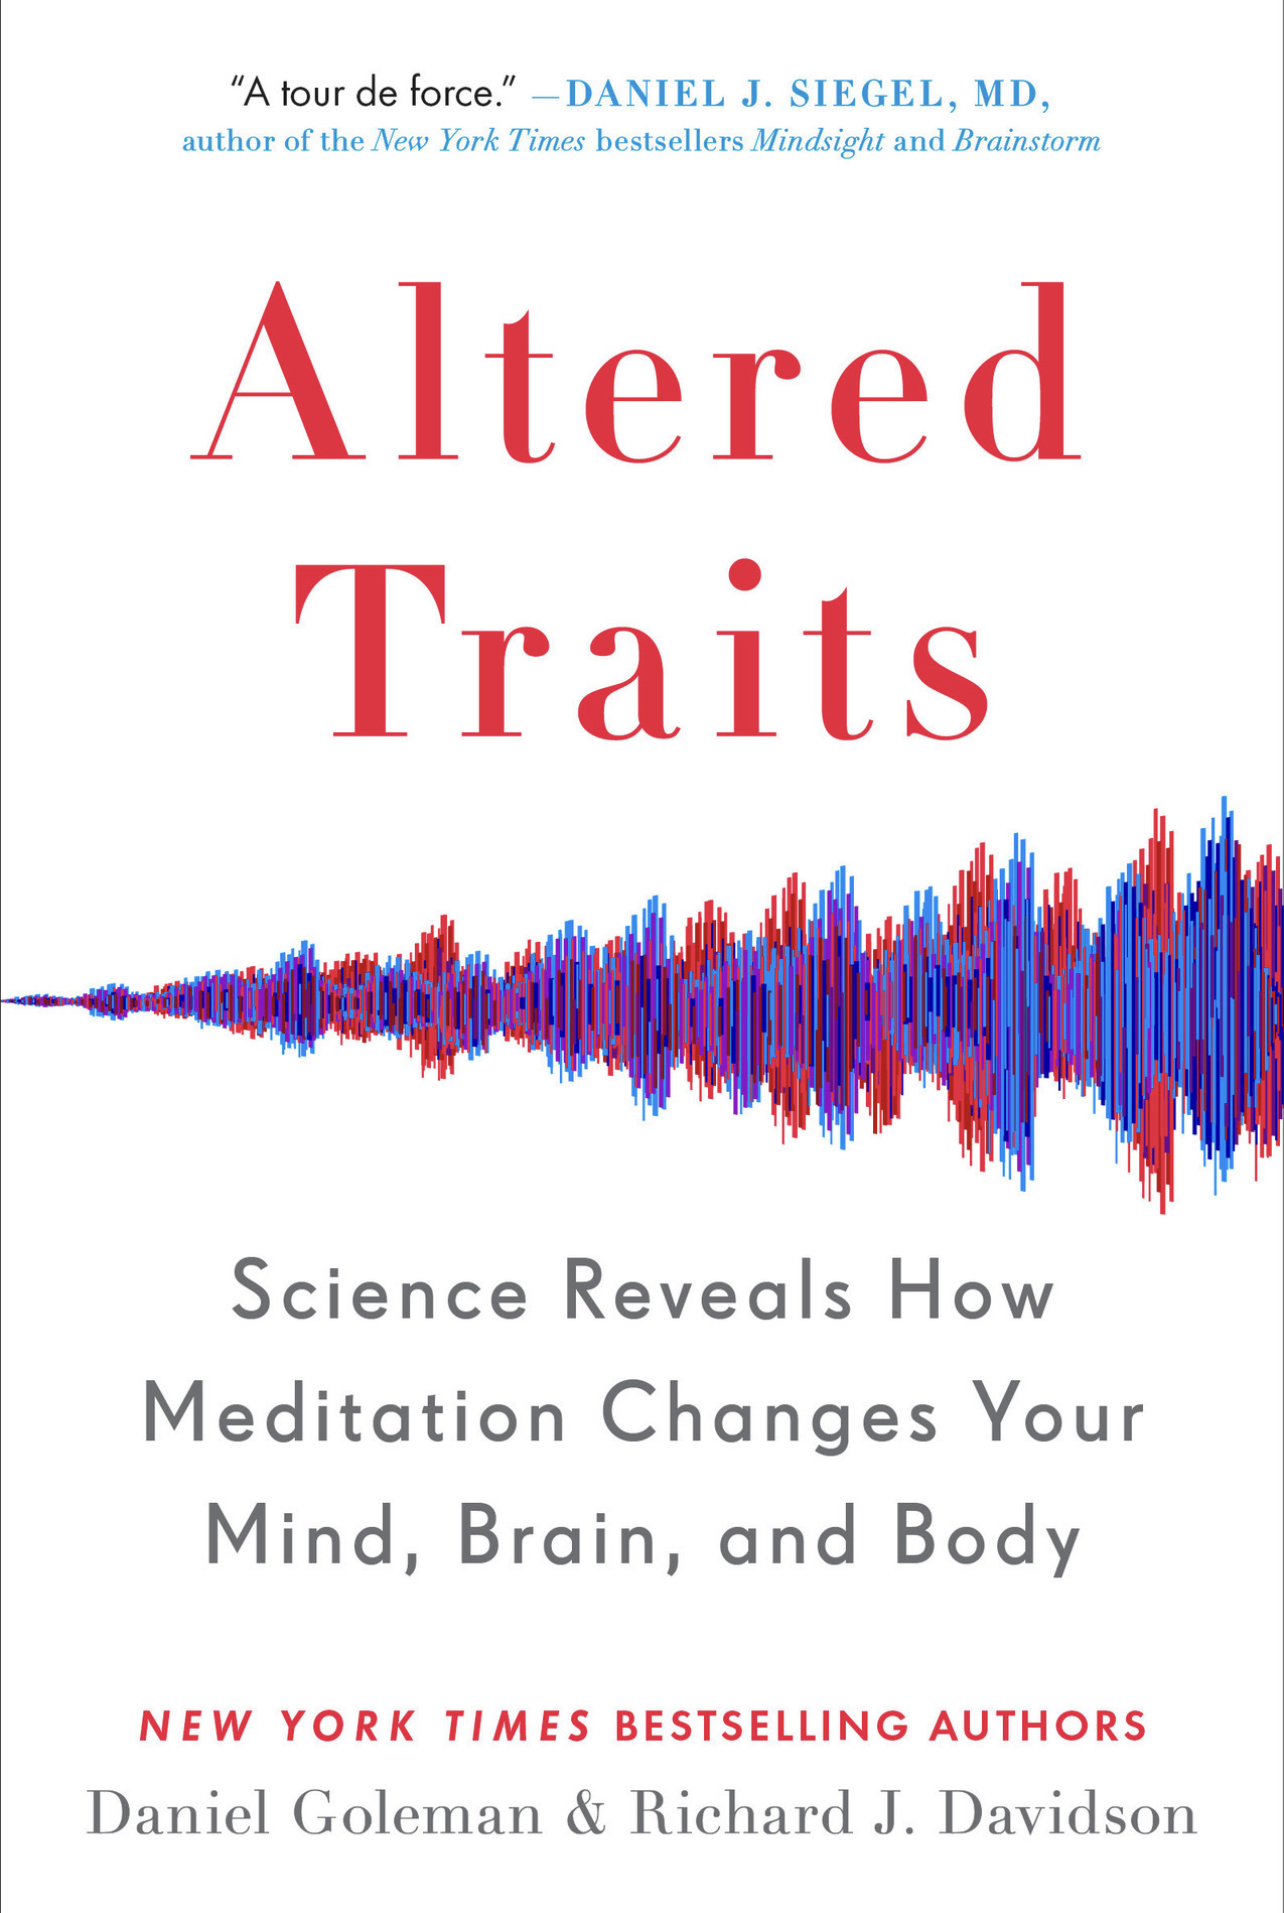 “A tour de force.” —DANIEL J. SIEGEL, MD,
author of the New York Times bestsellers Mindsight and Brainstorm
Altered
Traits
Science Reveals How
Meditation Changes Your
Mind, Brain, and Body
NEW YORK TIMES BESTSELLING AUTHORS
Daniel Goleman & Richard J. Davidson